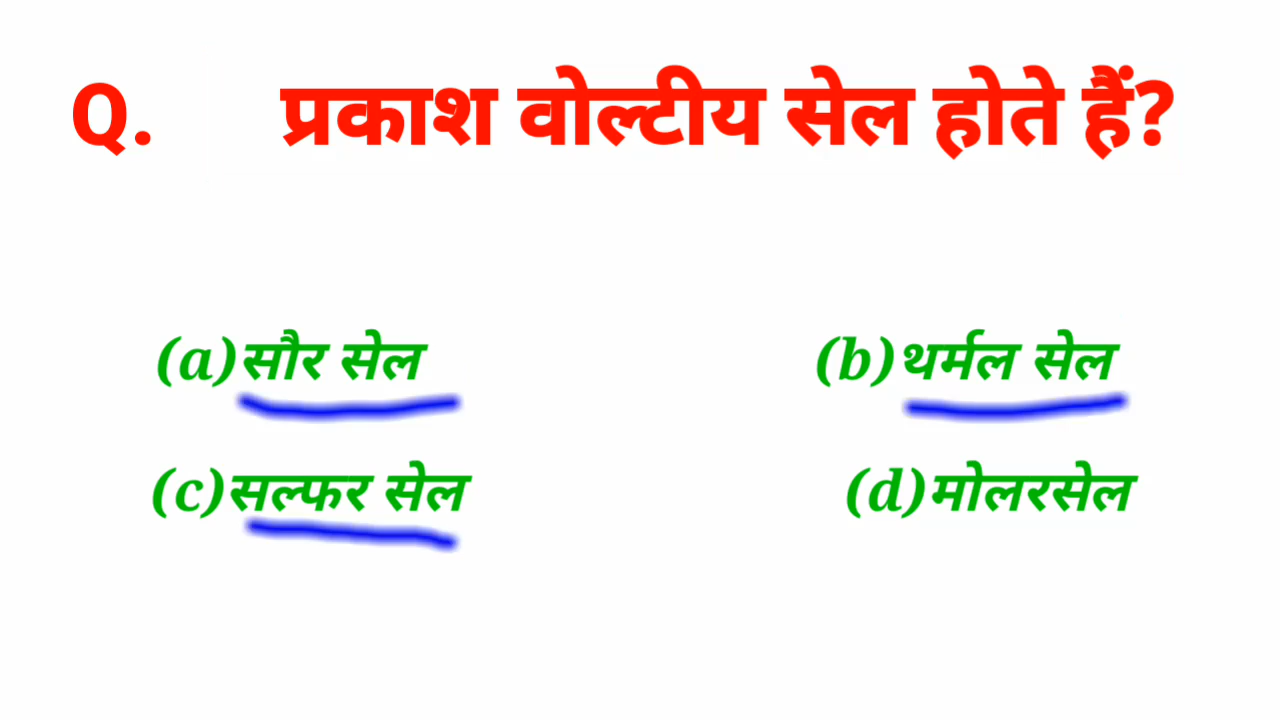 Q. प्रकाश वोल्टीय सेल होते हैं?
(a)सौर सेल (b)थर्मल सेल
(c)सल्फर सेल (d)मोलरसेल